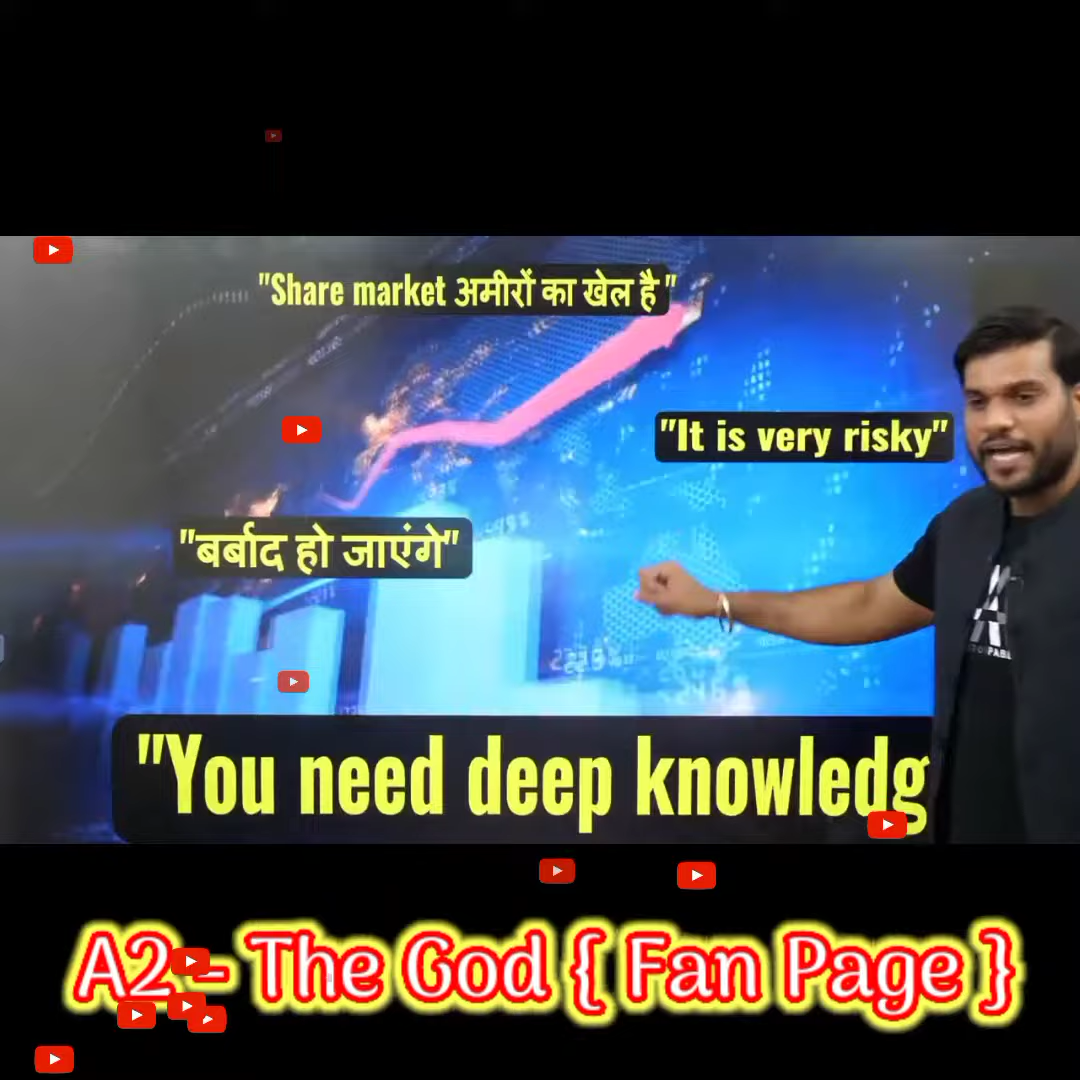 "Share market अमीरों का खेल है"
"It is very risky"
"बर्बाद हो जाएंगे"
"You need deep knowledg
A2 - The God { Fan Page }